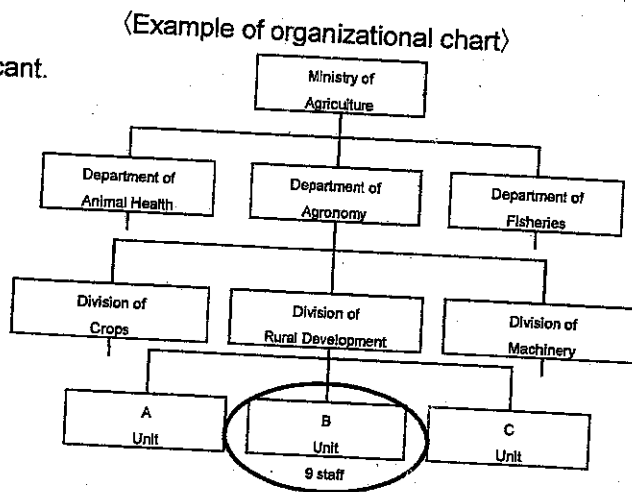 〈Example of organizational chart〉
cant.
Ministry of
Agriculture
Department of
Animal Health
Department of
Agronomy
Department of
Fisheries
Division of
Crops
Division of
Rural Development
Division of
Machinery
A
Unit
B
Unit
C
Unit
9 staff